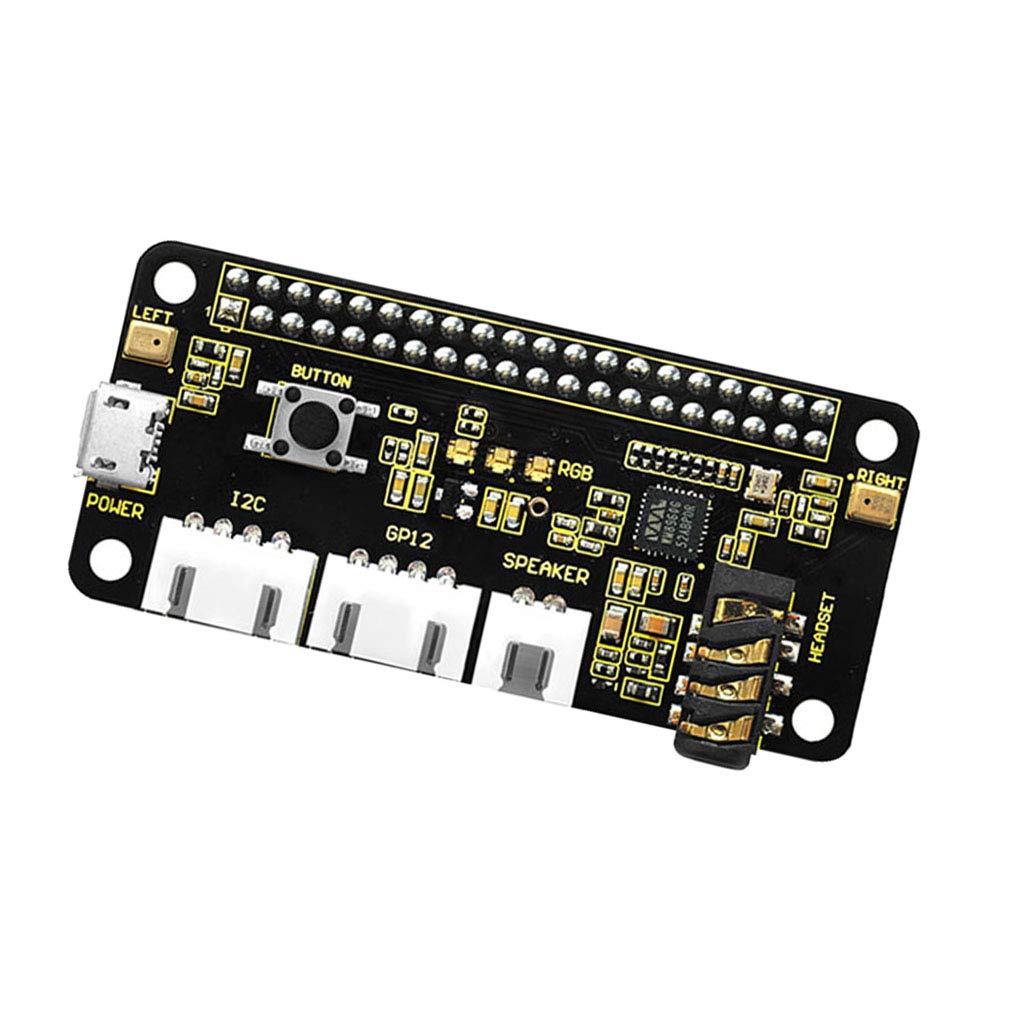 LEFT
1
BUTTON
RGB
RIGHT
POWER
I2C
GP12
SPEAKER
HEADSET